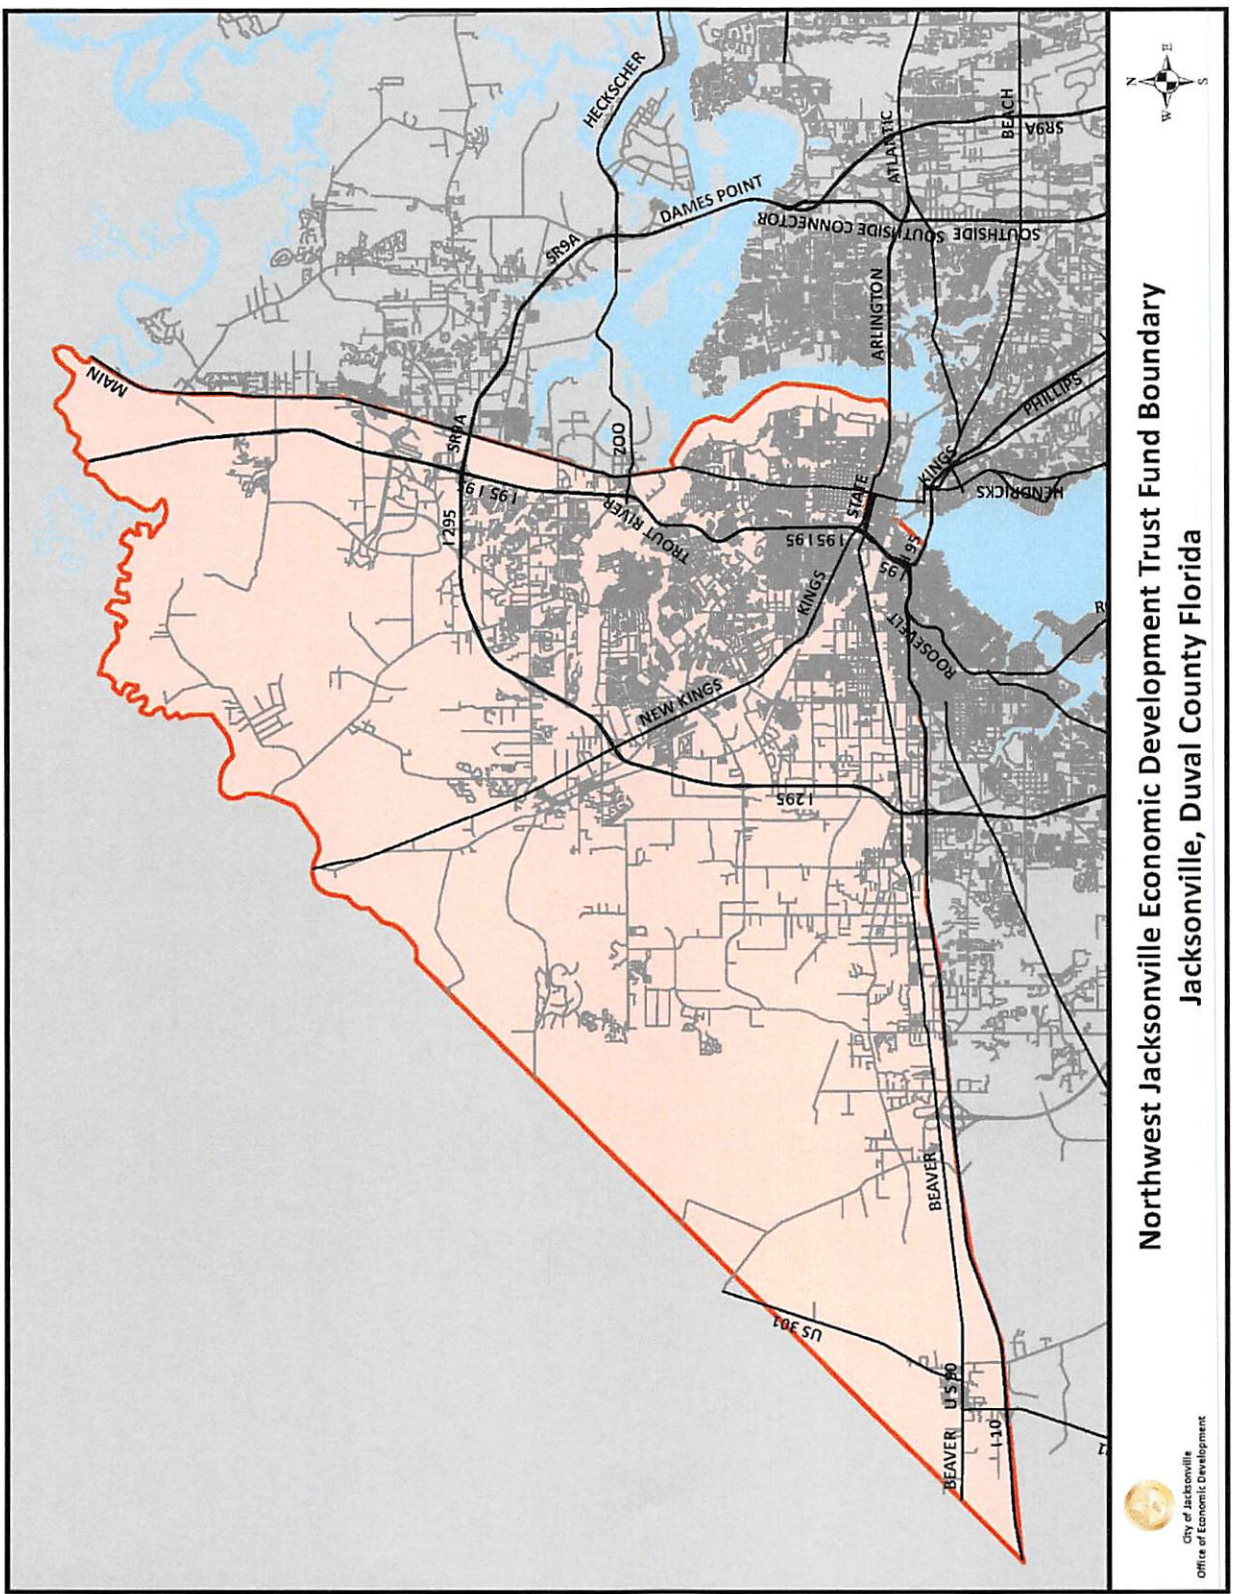 HECKSCHER
MAIN
SR9A
DAMES POINT
ATLANTIC
BEACH
SR9A
SOUTHSIDE CONNECTOR
SOUTHSIDE
SOUTHSIDE
ARLINGTON
SR9A
ZOO
PHILLIPS
I 95 I 95
I 295
TROUT RIVER
STATE
KINGS
HENDRICKS
I 95 I 95
KINGS
I 95
I 95
ROOSEVELT
NEW KINGS
I 295
BEAVER
US 301
BEAVER
U S 90
I 10
N
W
E
S
Northwest Jacksonville Economic Development Trust Fund Boundary
Jacksonville, Duval County Florida
City of Jacksonville
Office of Economic Development